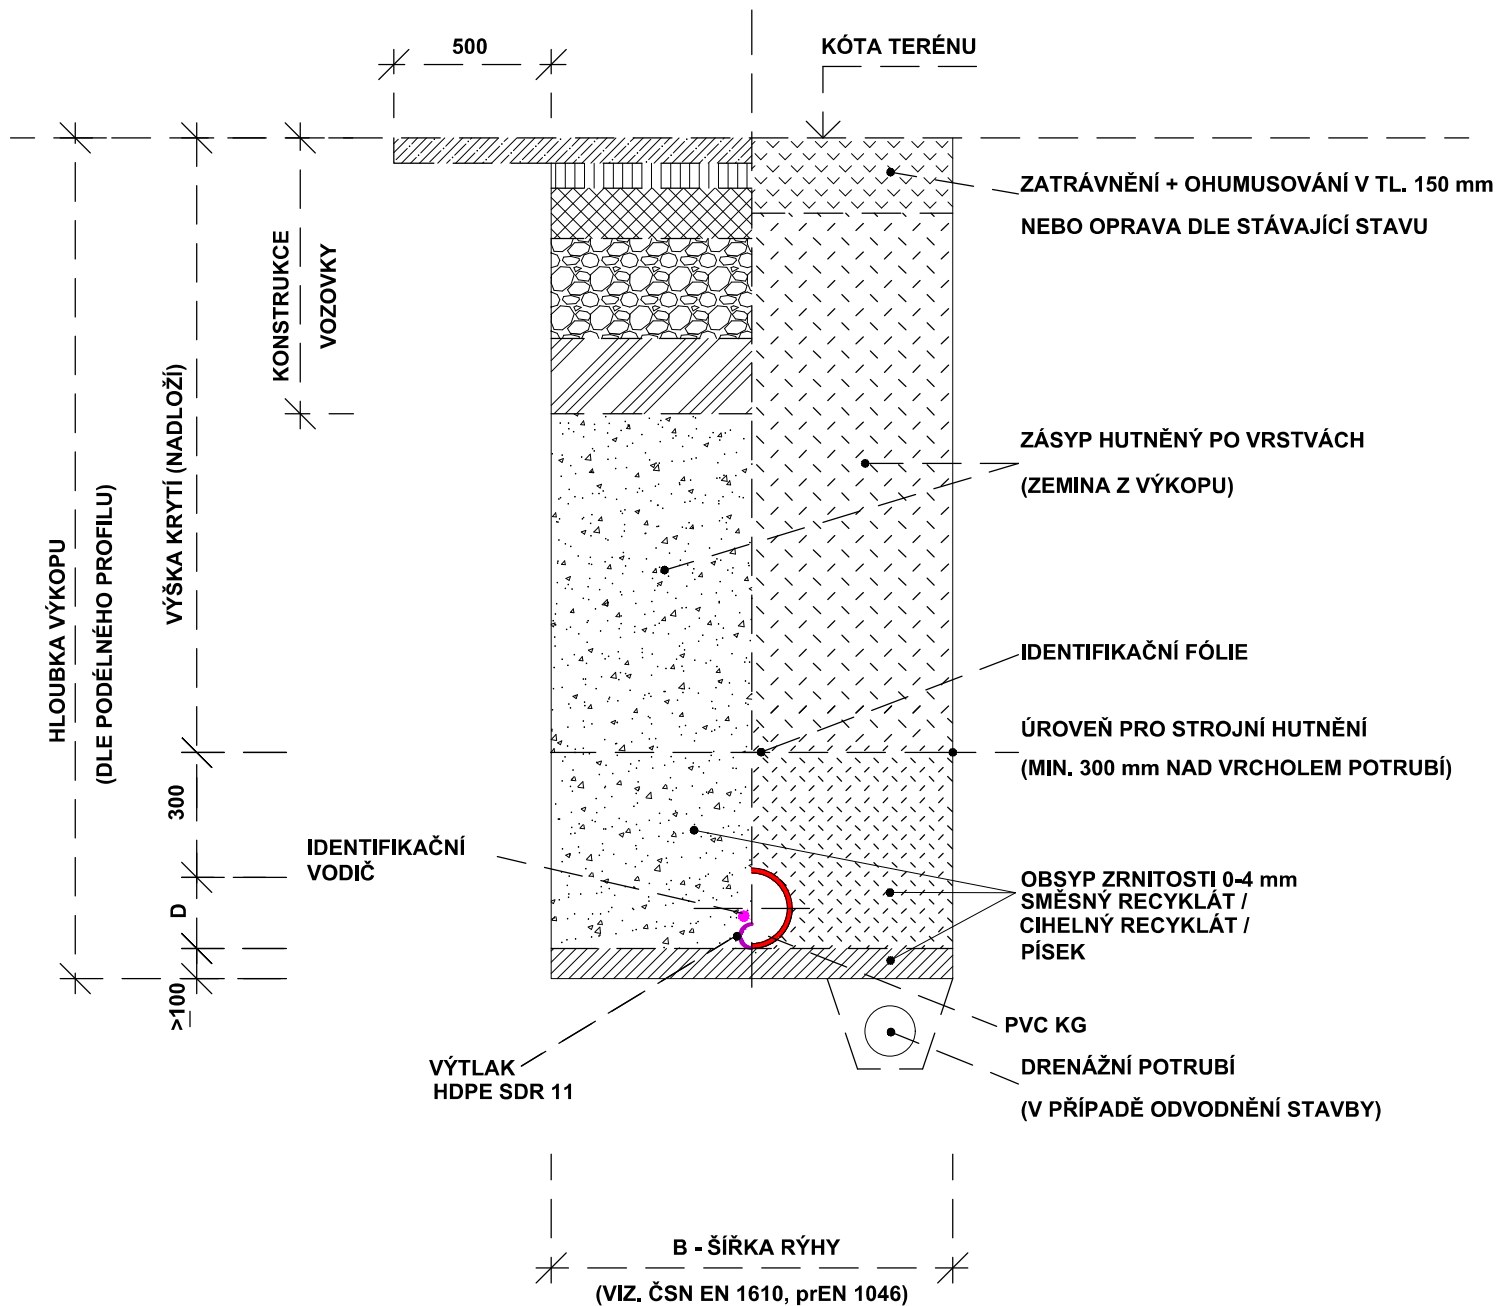 500
KÓTA TERÉNU
ZATRÁVNĚNÍ + OHUMUSOVÁNÍ V TL. 150 mm
NEBO OPRAVA DLE STÁVAJÍCÍ STAVU
KONSTRUKCE
VOZOVKY
VÝŠKA KRYTÍ (NADLOŽÍ)
HLOUBKA VÝKOPU
(DLE PODÉLNÉHO PROFILU)
ZÁSYP HUTNĚNÝ PO VRSTVÁCH
(ZEMINA Z VÝKOPU)
IDENTIFIKAČNÍ FÓLIE
ÚROVEŇ PRO STROJNÍ HUTNĚNÍ
(MIN. 300 mm NAD VRCHOLEM POTRUBÍ)
300
IDENTIFIKAČNÍ
VODIČ
D
OBSYP ZRNITOSTI 0-4 mm
SMĚSNÝ RECYKLÁT /
CIHELNÝ RECYKLÁT /
PÍSEK
≥100
PVC KG
VÝTLAK
HDPE SDR 11
DRENÁŽNÍ POTRUBÍ
(V PŘÍPADĚ ODVODNĚNÍ STAVBY)
B - ŠÍŘKA RÝHY
(VIZ. ČSN EN 1610, prEN 1046)